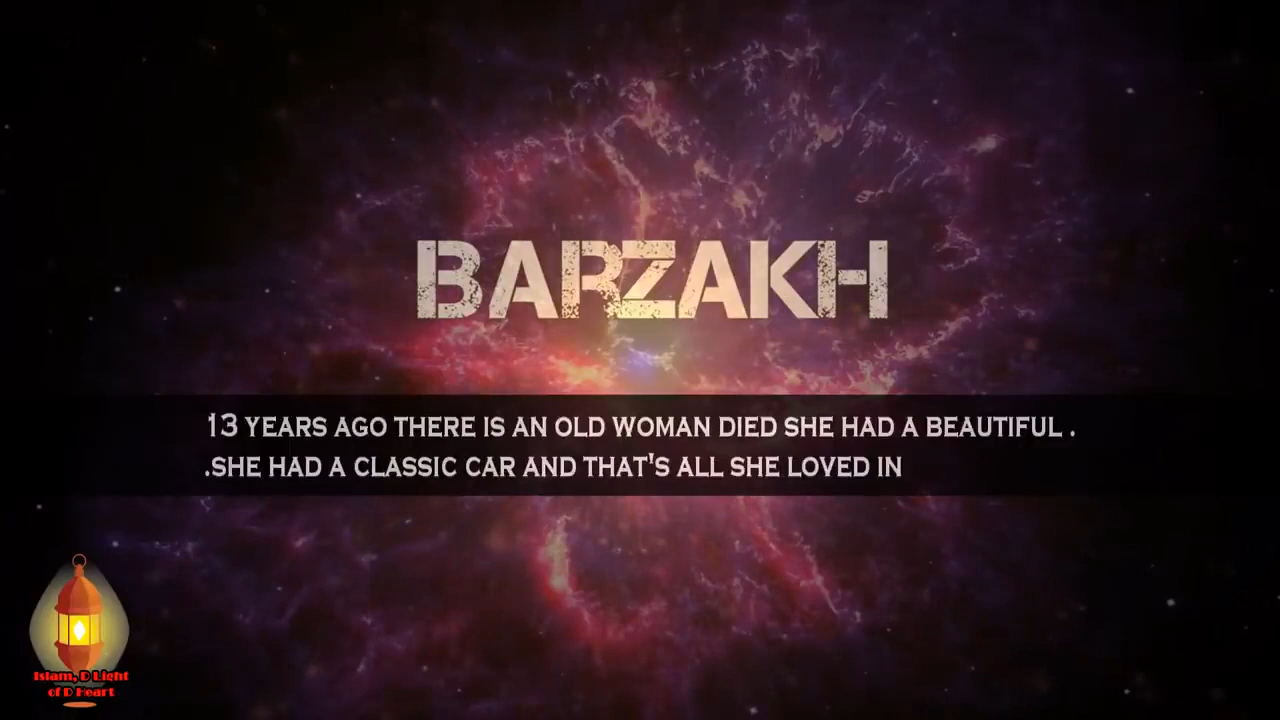 BARZAKH
13 YEARS AGO THERE IS AN OLD WOMAN DIED SHE HAD A BEAUTIFUL .
.SHE HAD A CLASSIC CAR AND THAT'S ALL SHE LOVED IN
Islam, D Light
of D Heart